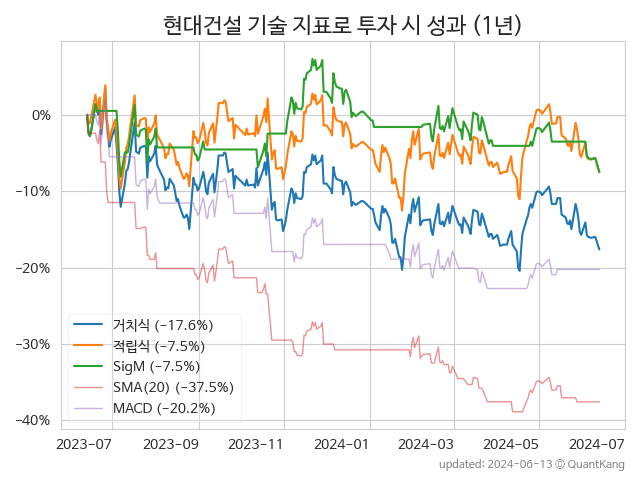 현대건설 기술 지표로 투자 시 성과 (1년)
0%
−10%
−20%
−30%
−40%
거치식 (−17.6%)
적립식 (−7.5%)
SigM (−7.5%)
SMA(20) (−37.5%)
MACD (−20.2%)
2023-07 2023-09 2023-11 2024-01 2024-03 2024-05 2024-07
updated: 2024-06-13 © QuantKang